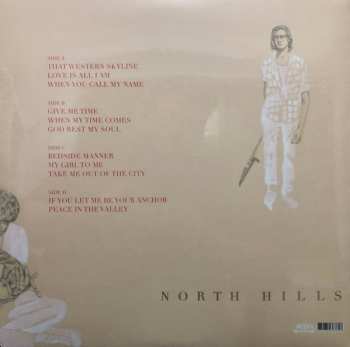 SIDE A
THAT WESTERN SKYLINE
LOVE IS ALL I AM
WHEN YOU CALL MY NAME
SIDE B
GIVE ME TIME
WHEN MY TIME COMES
GOD REST MY SOUL
SIDE C
BEDSIDE MANNER
MY GIRL TO ME
TAKE ME OUT OF THE CITY
SIDE D
IF YOU LET ME BE YOUR ANCHOR
PEACE IN THE VALLEY
NORTH HILLS